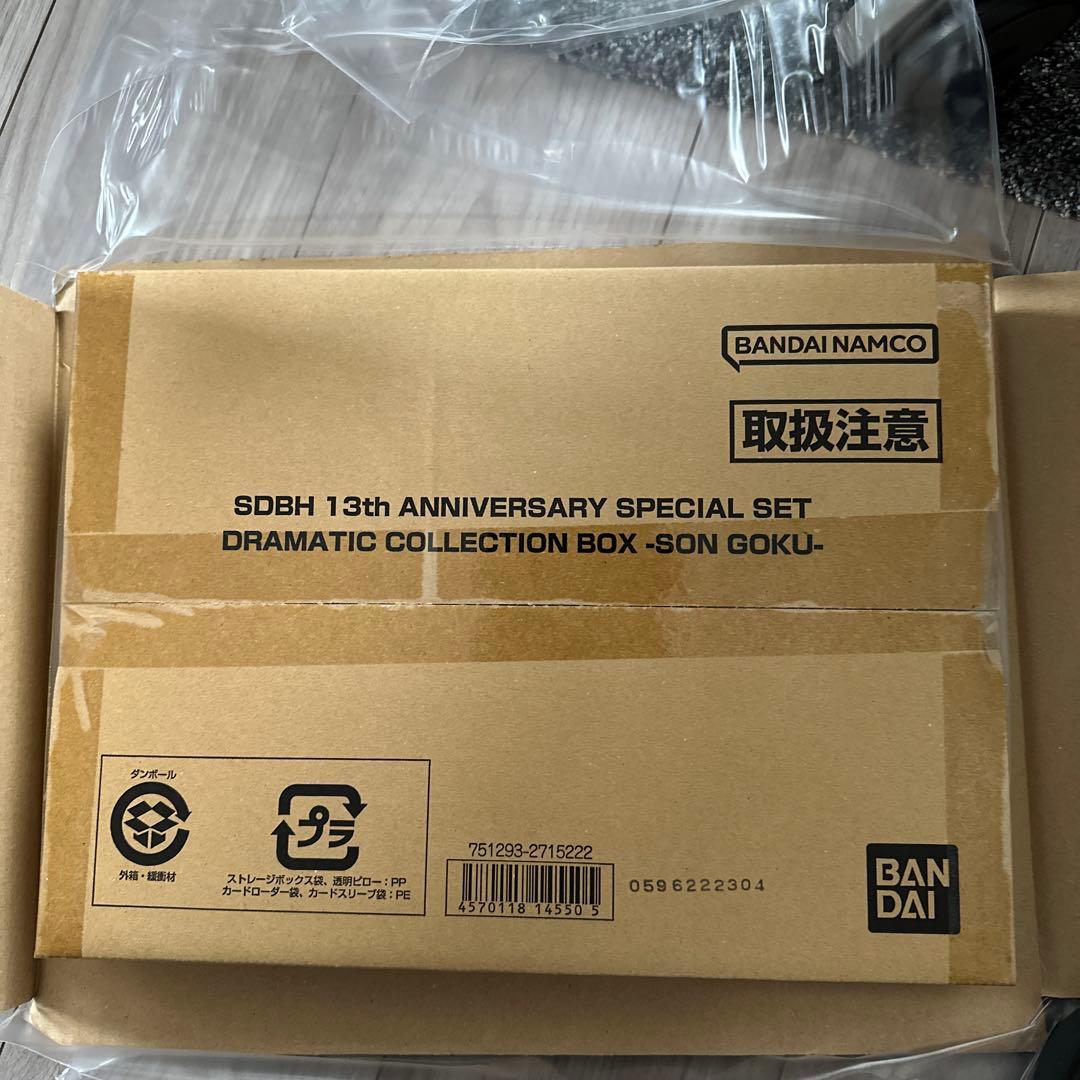 BANDAI NAMCO
取扱注意
SDBH 13th ANNIVERSARY SPECIAL SET
DRAMATIC COLLECTION BOX -SON GOKU-
ダンボール
外箱・緩衝材
プラ
ストレージボックス袋、透明ピロー：PP
カードローダー袋、カードスリーブ袋：PE
751293-2715222
4570118 14550 5
0596222304
BAN
DAI